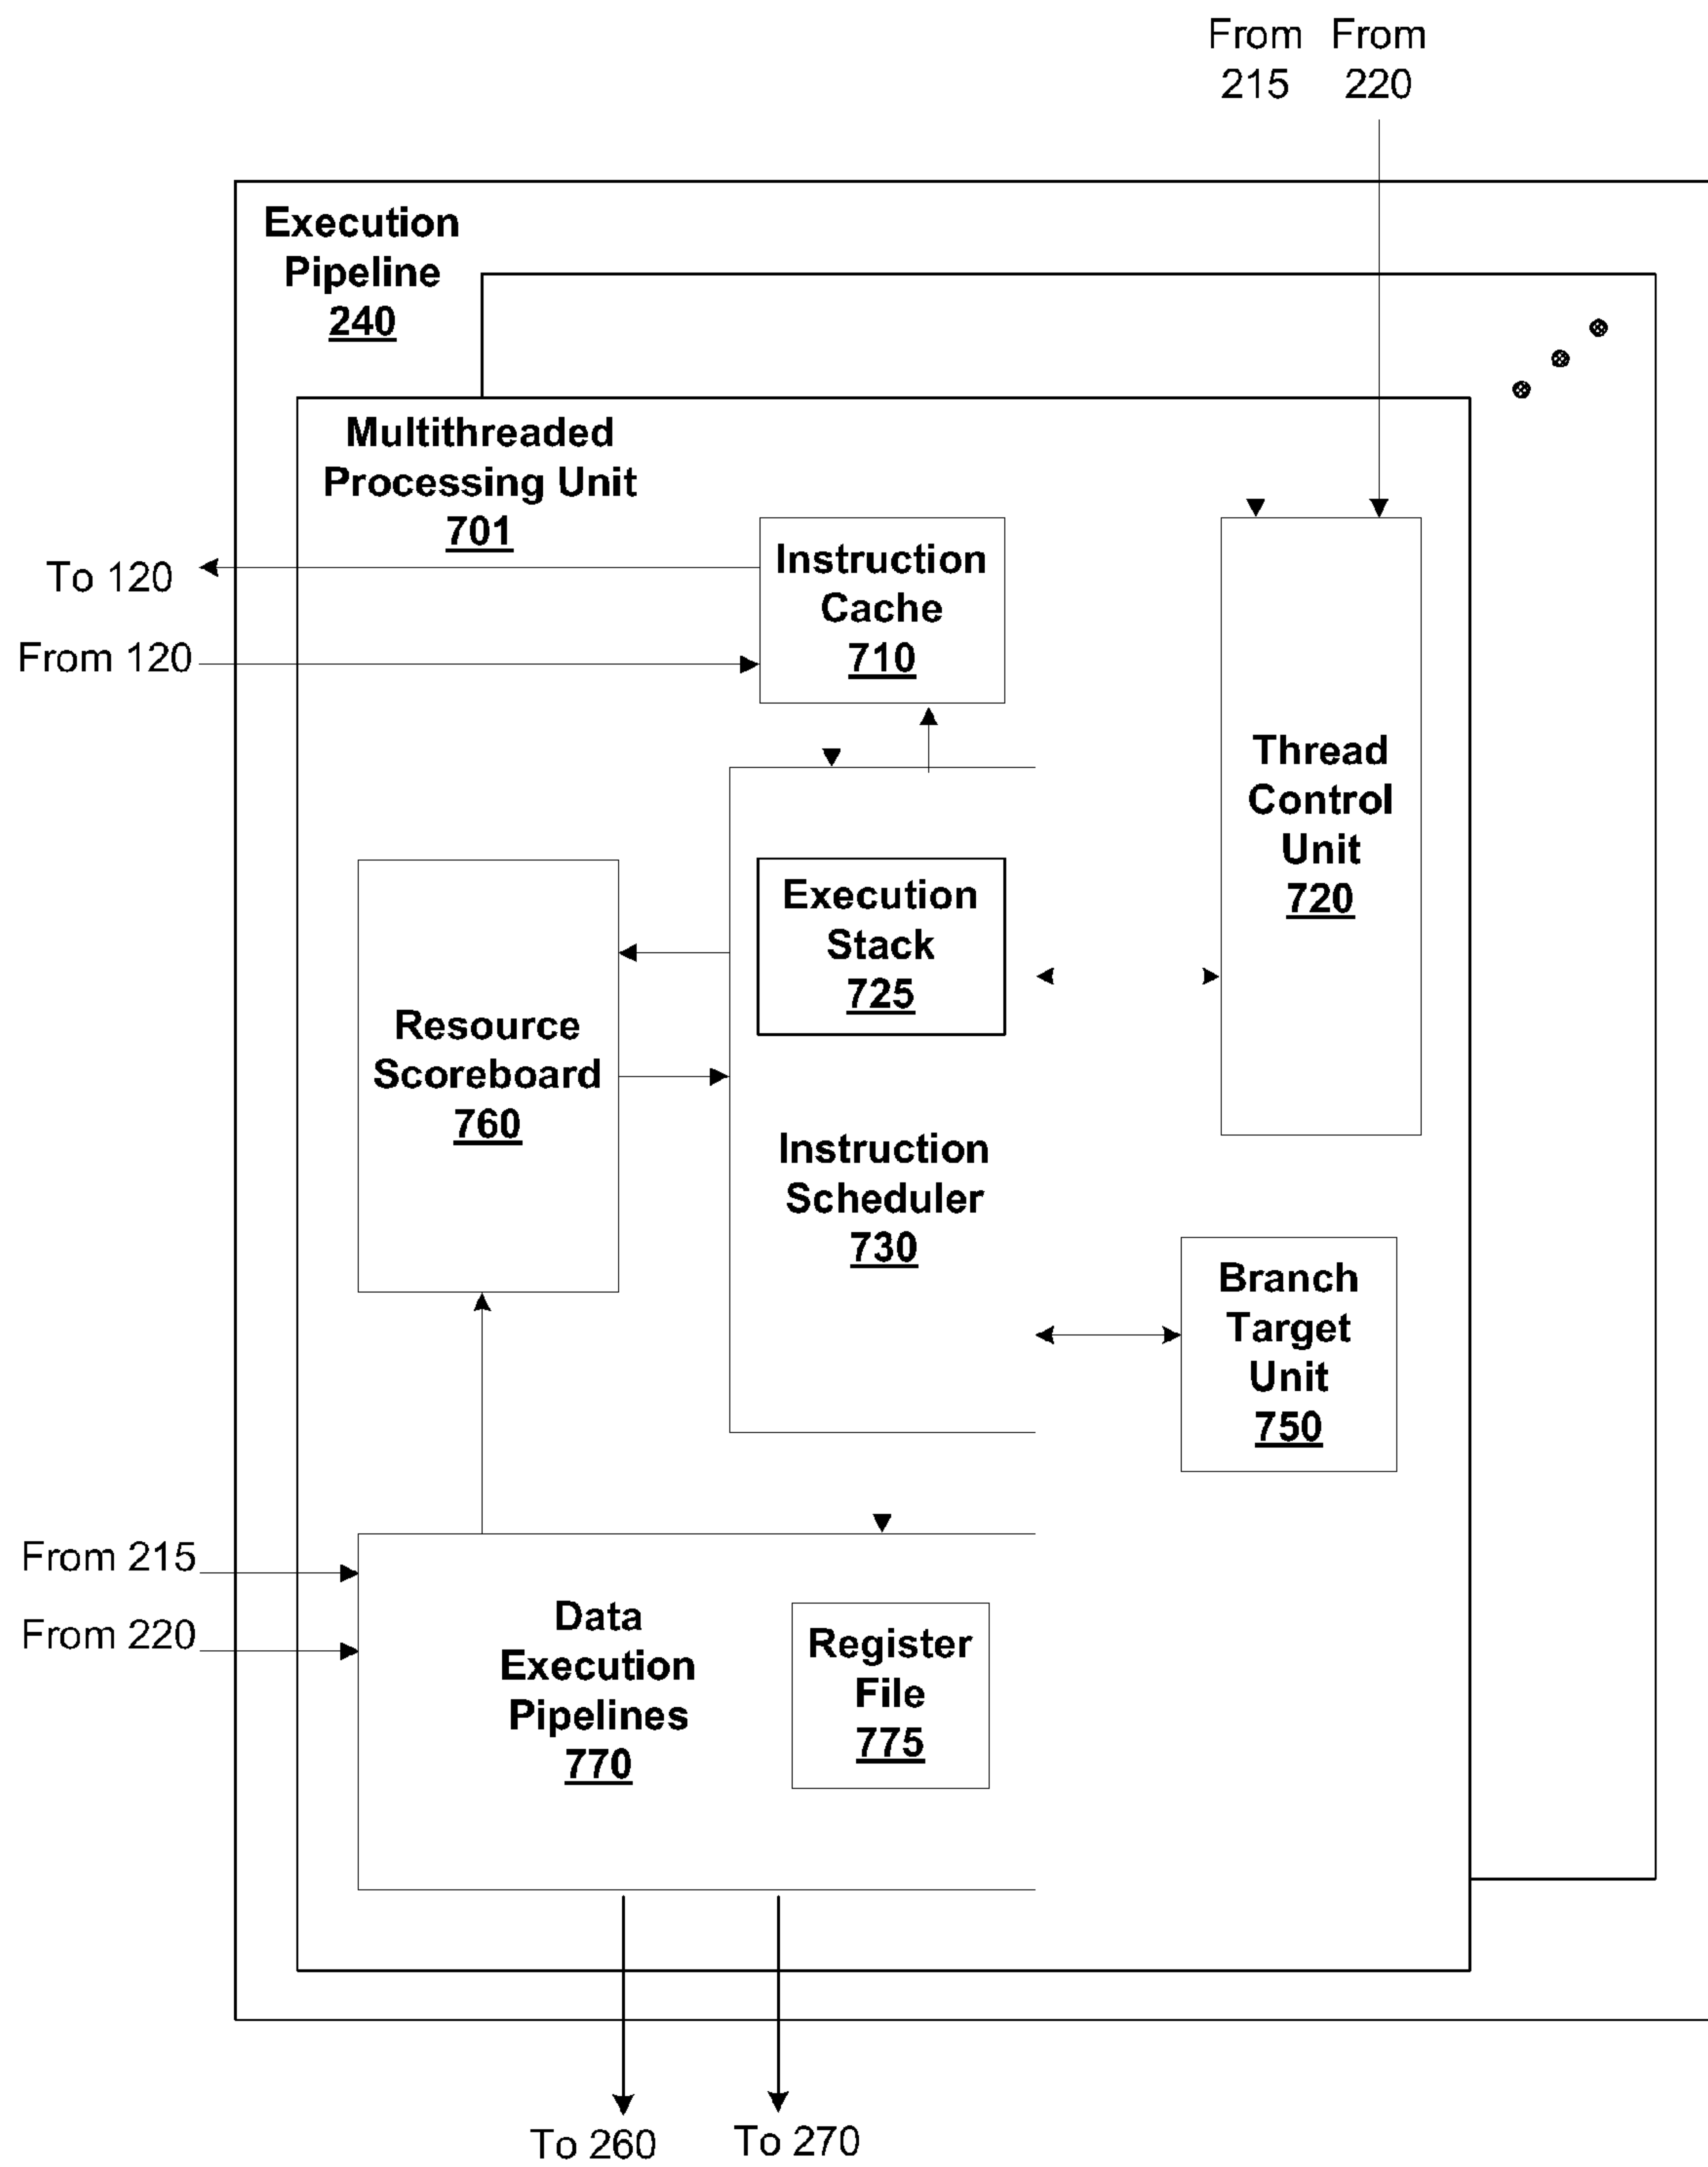 From From
215 220
Execution
Pipeline
240
Multithreaded
Processing Unit
701
To 120
From 120
Instruction
Cache
710
Thread
Control
Unit
720
Execution
Stack
725
Resource
Scoreboard
760
Instruction
Scheduler
730
Branch
Target
Unit
750
From 215
From 220
Data
Execution
Pipelines
770
Register
File
775
To 260
To 270